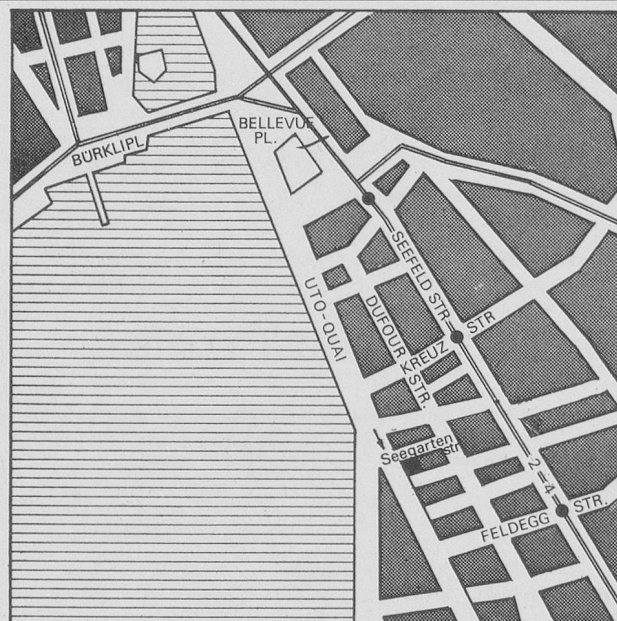 BELLEVUE
PL.
BÜRKLIPL.
SEEFELD STR.
UTO-QUAI
DUFOUR STR.
KREUZ STR
Seegarten
str
2-4
FELDEGG STR.